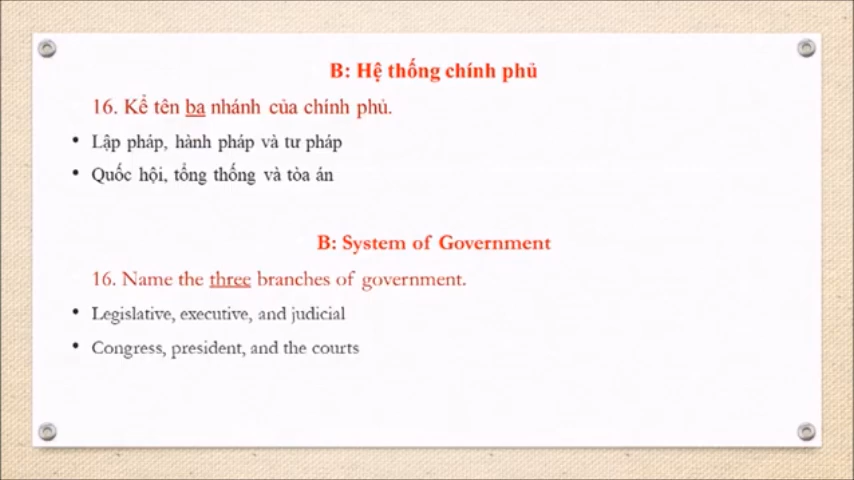 B: Hệ thống chính phủ
16. Kể tên ba nhánh của chính phủ.
• Lập pháp, hành pháp và tư pháp
• Quốc hội, tổng thống và tòa án
B: System of Government
16. Name the three branches of government.
• Legislative, executive, and judicial
• Congress, president, and the courts